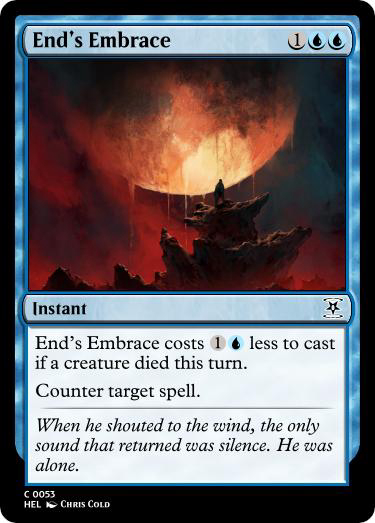 End's Embrace 1
Instant
End's Embrace costs 1 less to cast
if a creature died this turn.
Counter target spell.
When he shouted to the wind, the only
sound that returned was silence. He was
alone.
C 0053
HEL Chris Cold